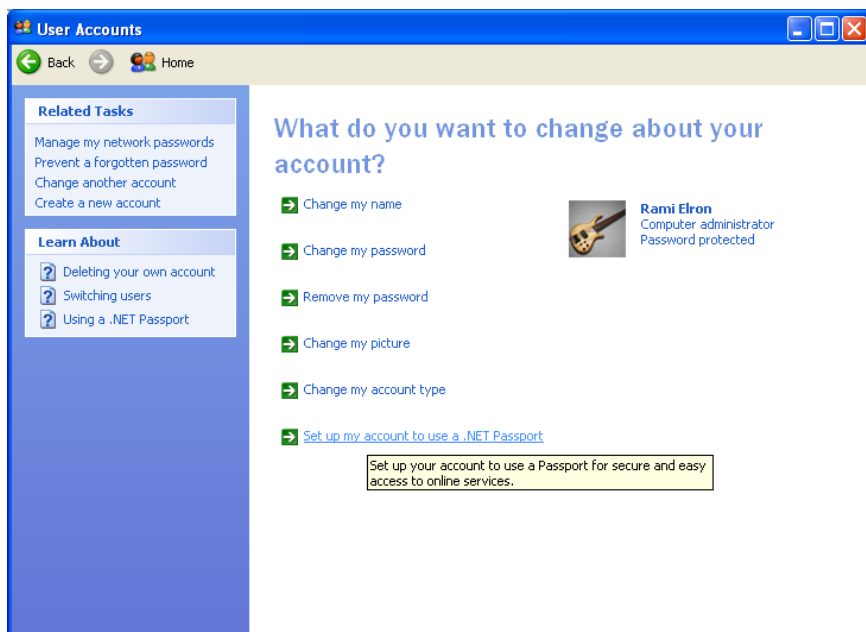 User Accounts
Back
Home
Related Tasks
Manage my network passwords
Prevent a forgotten password
Change another account
Create a new account
Learn About
? Deleting your own account
? Switching users
? Using a .NET Passport
What do you want to change about your
account?
Change my name
Change my password
Remove my password
Change my picture
Change my account type
Set up my account to use a .NET Passport
Set up your account to use a Passport for secure and easy
access to online services.
Rami Elron
Computer administrator
Password protected